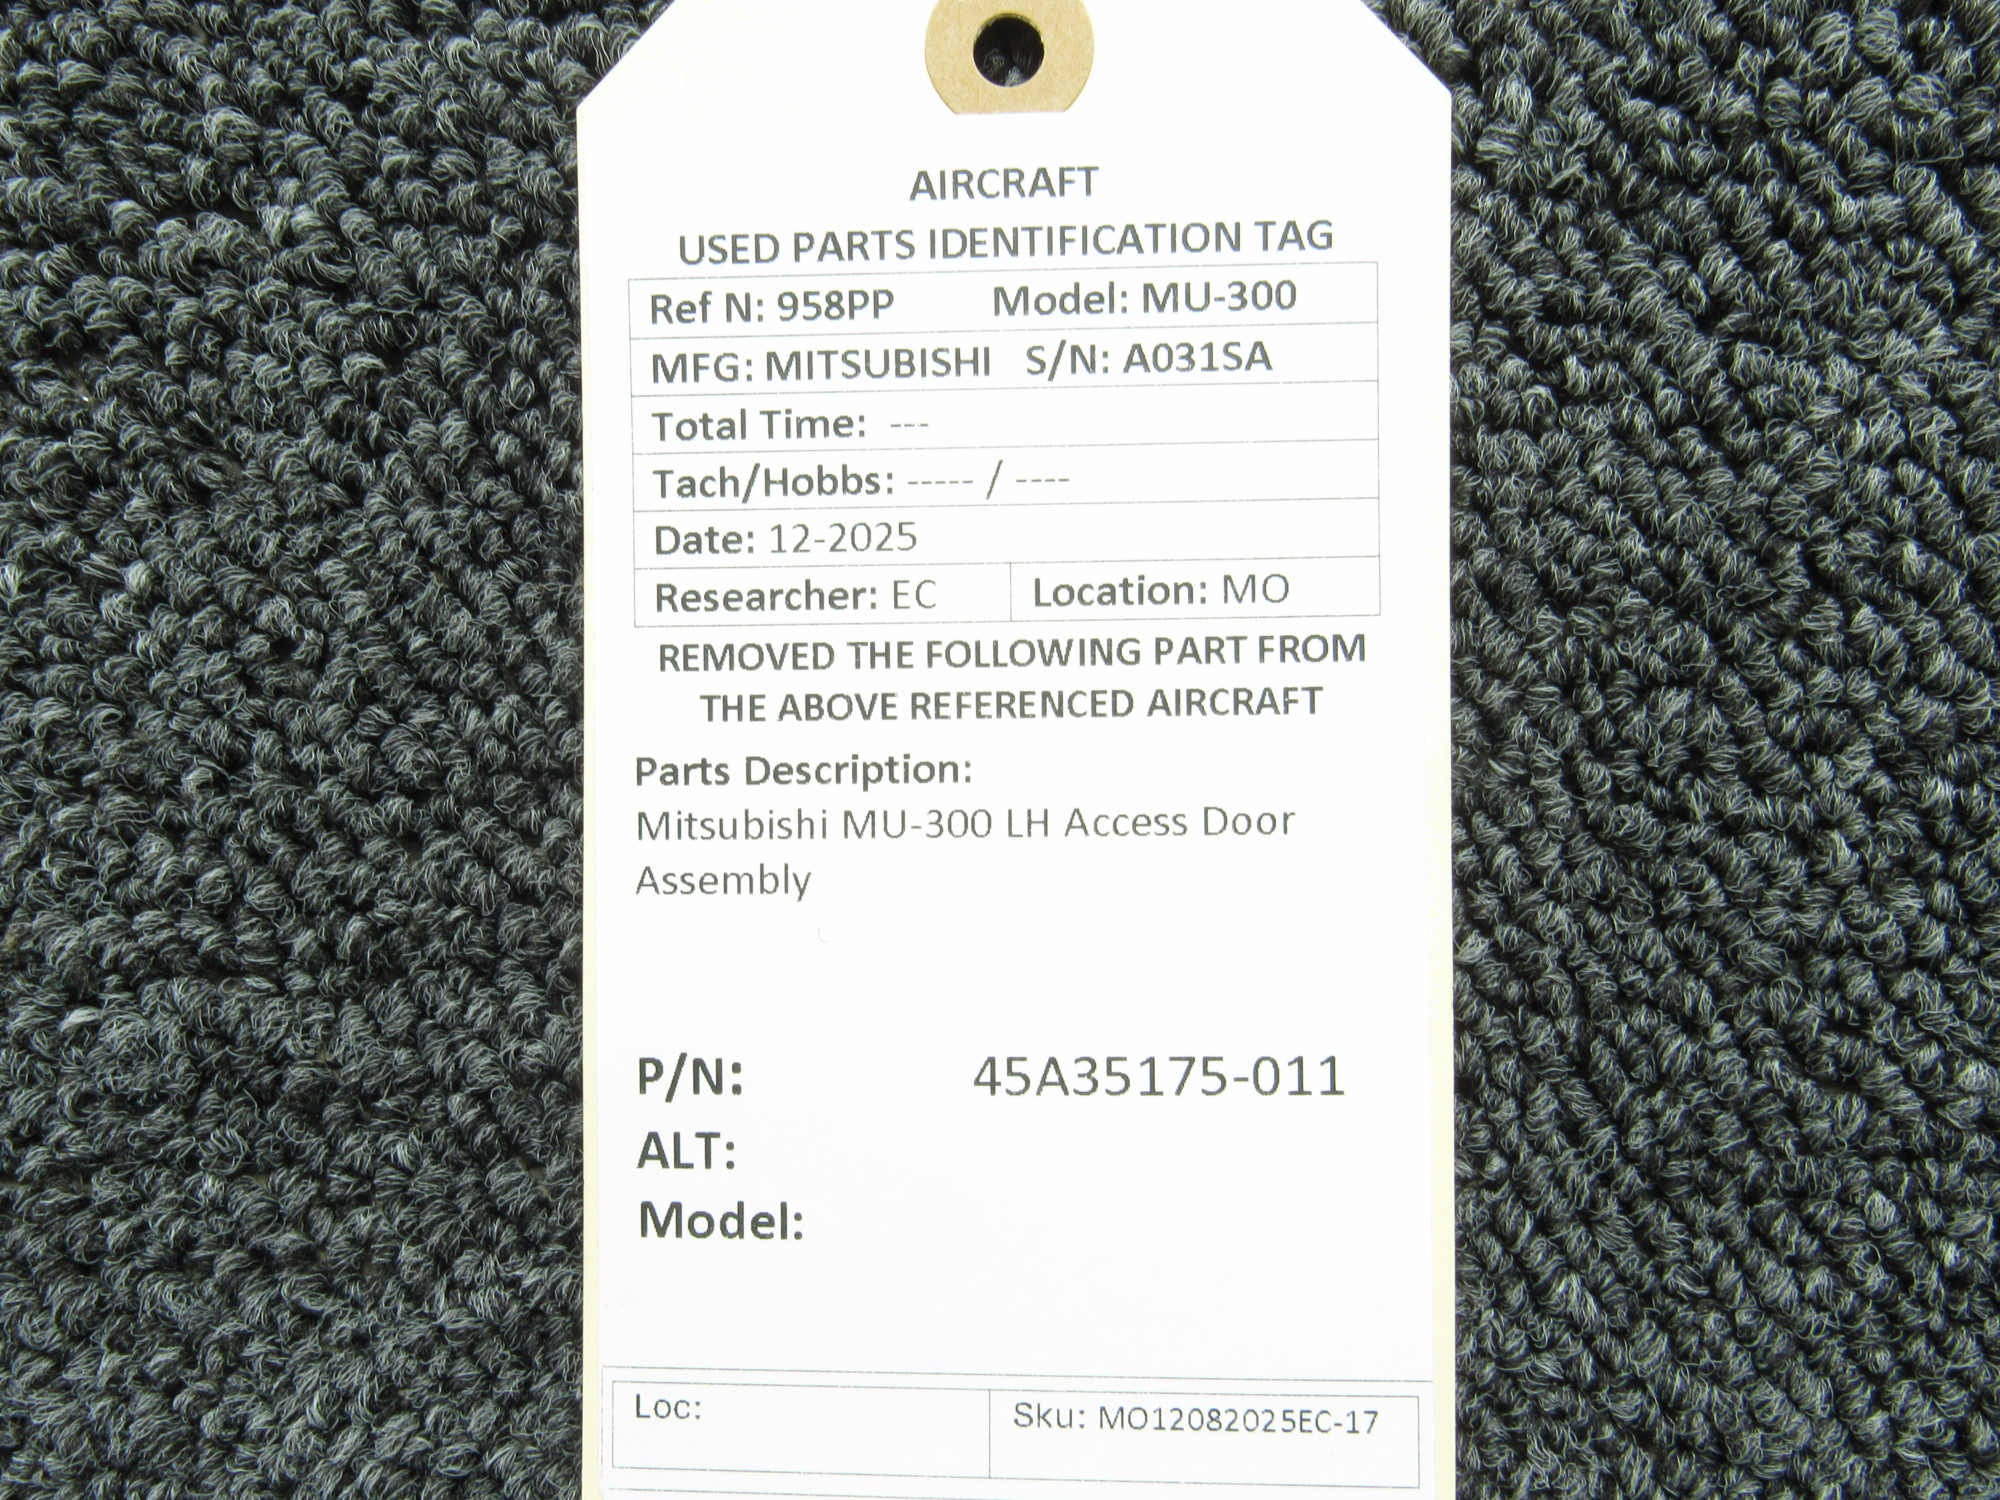 AIRCRAFT
USED PARTS IDENTIFICATION TAG
Ref N: 958PP Model: MU-300
MFG: MITSUBISHI S/N: A031SA
Total Time: ---
Tach/Hobbs: ----- / ----
Date: 12-2025
Researcher: EC Location: MO
REMOVED THE FOLLOWING PART FROM
THE ABOVE REFERENCED AIRCRAFT
Parts Description:
Mitsubishi MU-300 LH Access Door
Assembly
P/N: 45A35175-011
ALT:
Model:
Loc: Sku: MO12082025EC-17